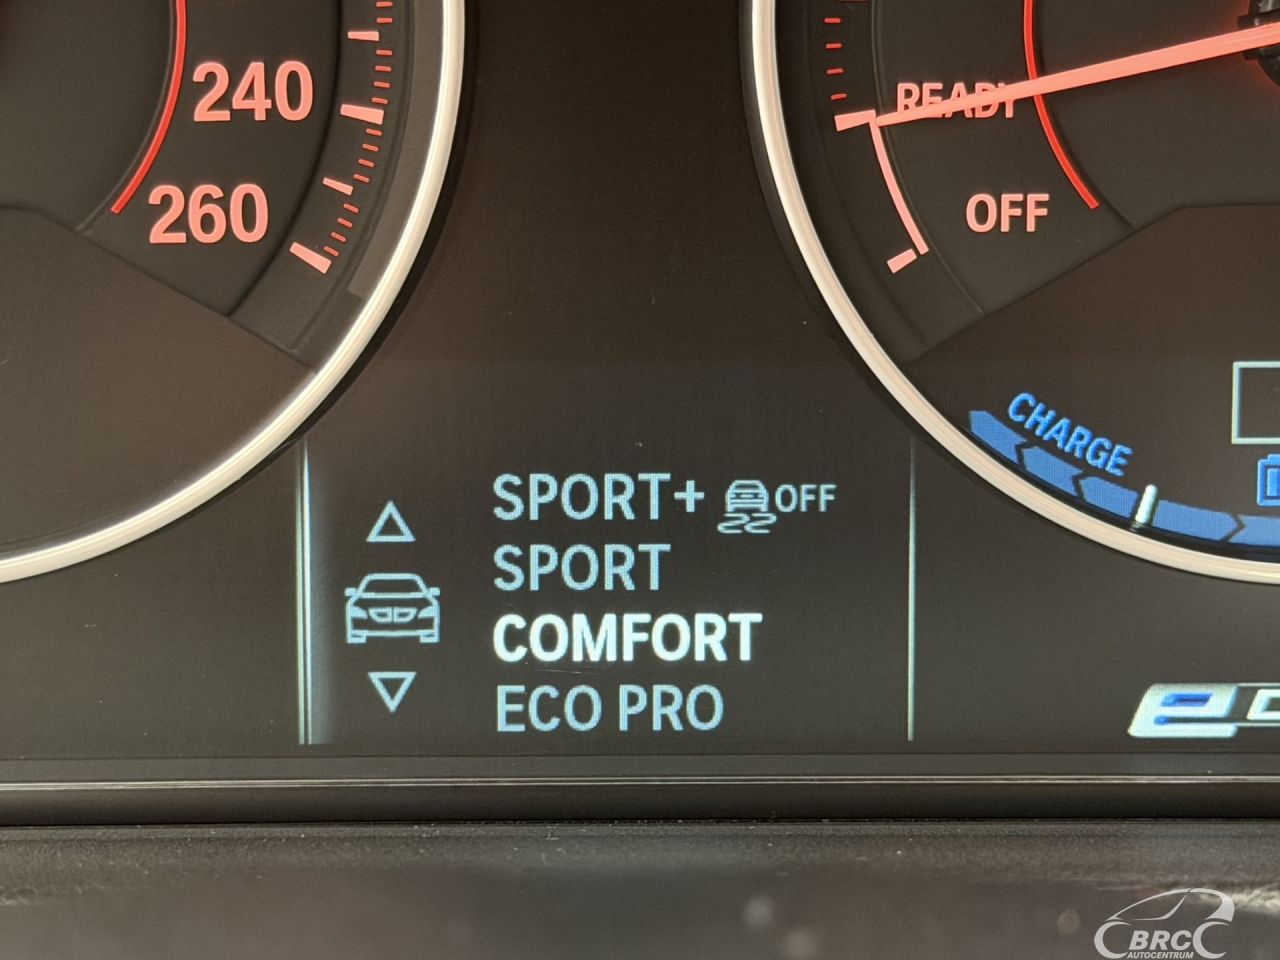 240
260
READY
OFF
CHARGE
SPORT+ OFF
SPORT
COMFORT
ECO PRO
BRC
AUTOCENTRUM